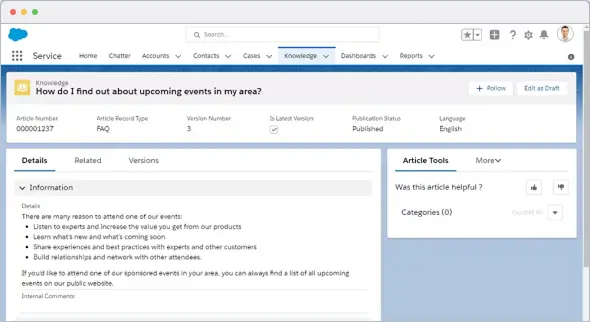 Search...
Service Home Chatter Accounts Contacts Cases Knowledge Dashboards Reports
Knowledge
How do I find out about upcoming events in my area?
+ Follow Edit as Draft
Article Number Article Record Type Version Number Is Latest Version Publication Status Language
000001237 FAQ 3 Published English
Details Related Versions
Information
Details
There are many reason to attend one of our events:
• Listen to experts and increase the value you get from our products
• Learn what's new and what's coming soon
• Share experiences and best practices with experts and other customers
• Build relationships and network with other attendees.
If you'd like to attend one of our sponsored events in your area, you can always find a list of all upcoming
events on our public website.
Internal Comments
Article Tools More
Was this article helpful ?
Categories (0)